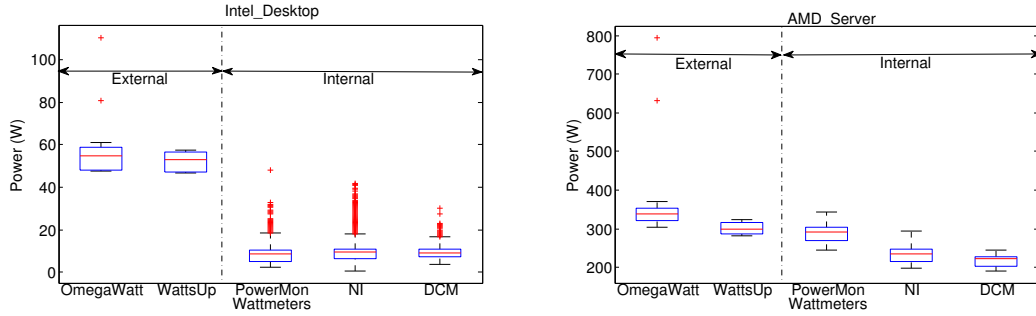 Intel_Desktop
Power (W)
100
80
60
40
20
0
External
Internal
OmegaWatt WattsUp PowerMon NI DCM
Wattmeters
AMD_Server
Power (W)
800
700
600
500
400
300
200
External
Internal
OmegaWatt WattsUp PowerMon NI DCM
Wattmeters